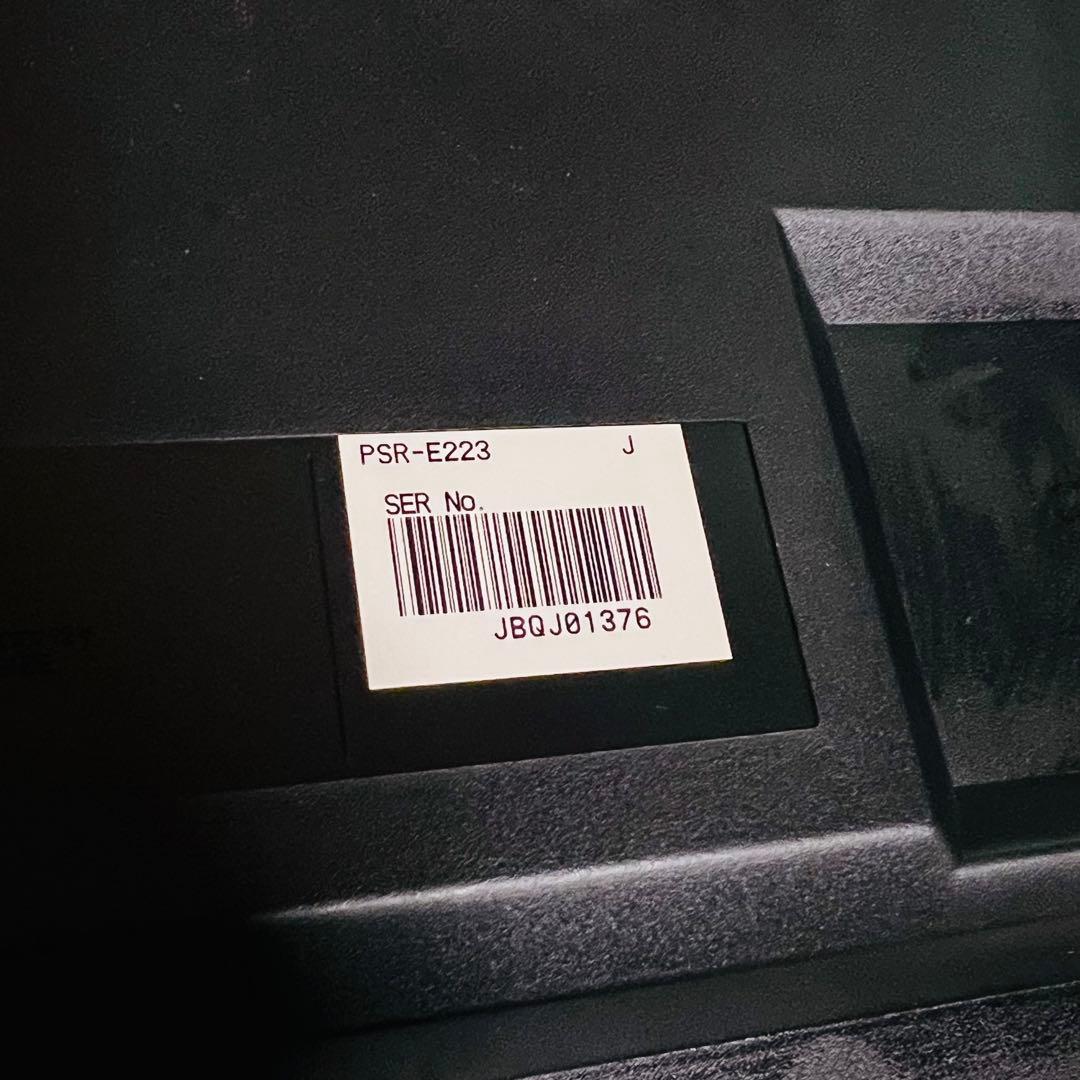 PSR-E223 J
SER No.
JBQJ01376